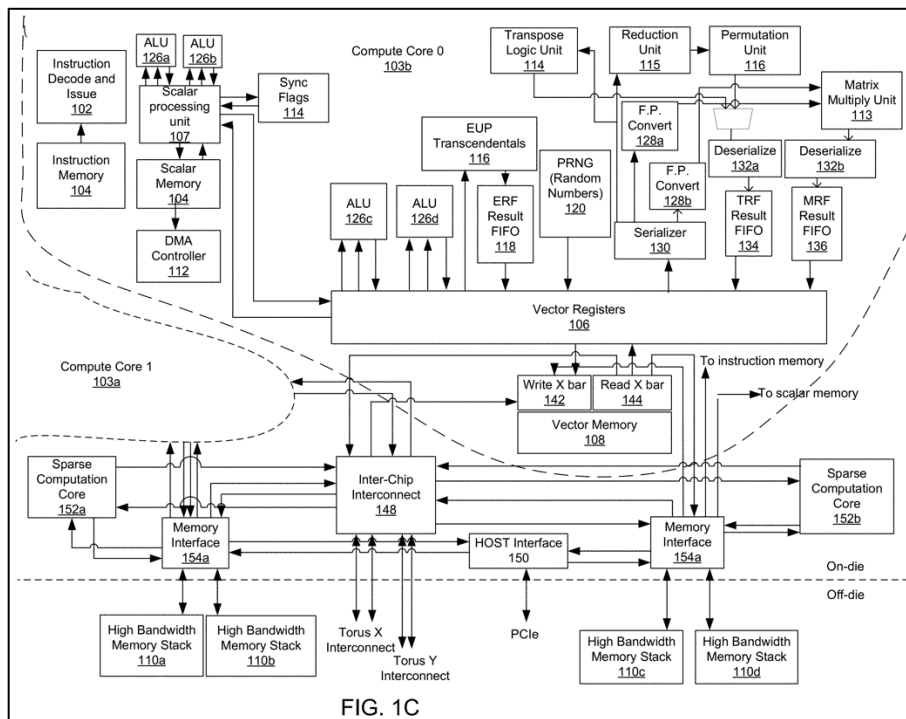 Compute Core 0
103b
Instruction
Decode and
Issue
102
Instruction
Memory
104
ALU
126a
ALU
126b
Scalar
processing
unit
107
Scalar
Memory
104
DMA
Controller
112
Sync
Flags
114
Transpose
Logic Unit
114
Reduction
Unit
115
Permutation
Unit
116
Matrix
Multiply Unit
113
F.P.
Convert
128a
F.P.
Convert
128b
Deserialize
132a
Deserialize
132b
EUP
Transcendentals
116
PRNG
(Random
Numbers)
120
ALU
126c
ALU
126d
ERF
Result
FIFO
118
Serializer
130
TRF
Result
FIFO
134
MRF
Result
FIFO
136
Vector Registers
106
Compute Core 1
103a
To instruction memory
To scalar memory
Write X bar
142
Read X bar
144
Vector Memory
108
Sparse
Computation
Core
152a
Inter-Chip
Interconnect
148
Sparse
Computation
Core
152b
Memory
Interface
154a
HOST Interface
150
Memory
Interface
154a
On-die
Off-die
High Bandwidth
Memory Stack
110a
High Bandwidth
Memory Stack
110b
Torus X
Interconnect
Torus Y
Interconnect
PCIe
High Bandwidth
Memory Stack
110c
High Bandwidth
Memory Stack
110d
FIG. 1C